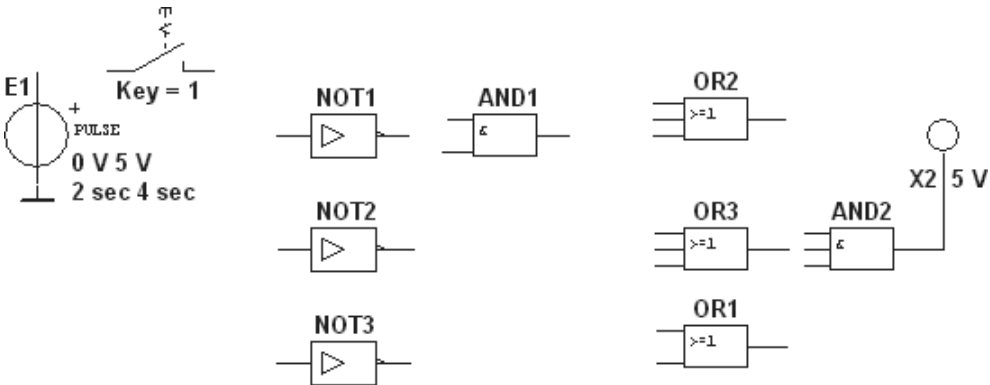 E1
+
PULSE
0 V 5 V
2 sec 4 sec
Key = 1
NOT1
AND1
&
OR2
>=1
X2 5 V
NOT2
OR3
>=1
AND2
&
NOT3
OR1
>=1